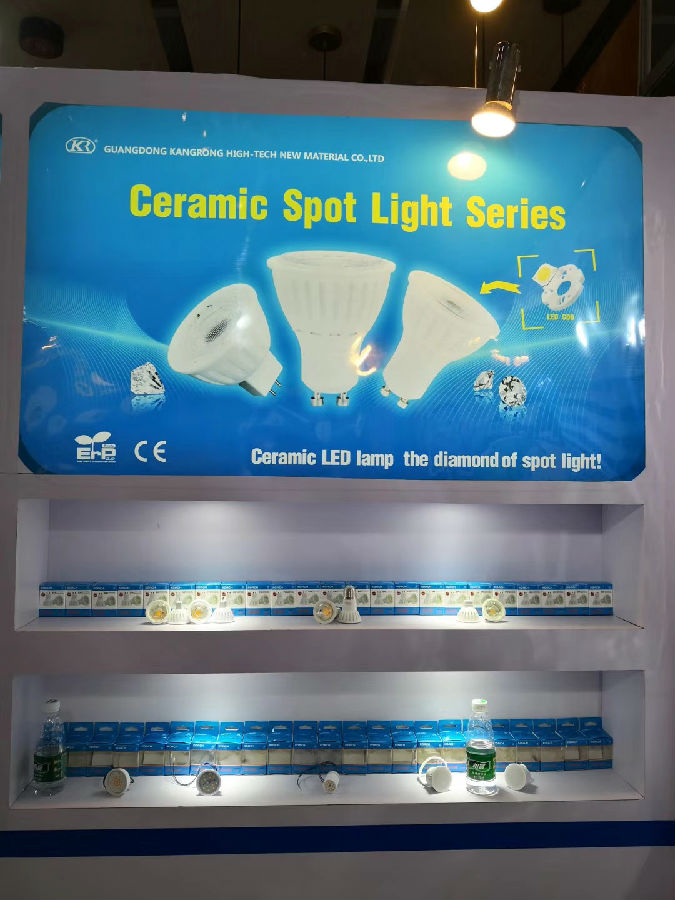 KR GUANGDONG KANGRONG HIGH-TECH NEW MATERIAL CO.,LTD
Ceramic Spot Light Series
LED COB
ErP CE
Ceramic LED lamp the diamond of spot light!